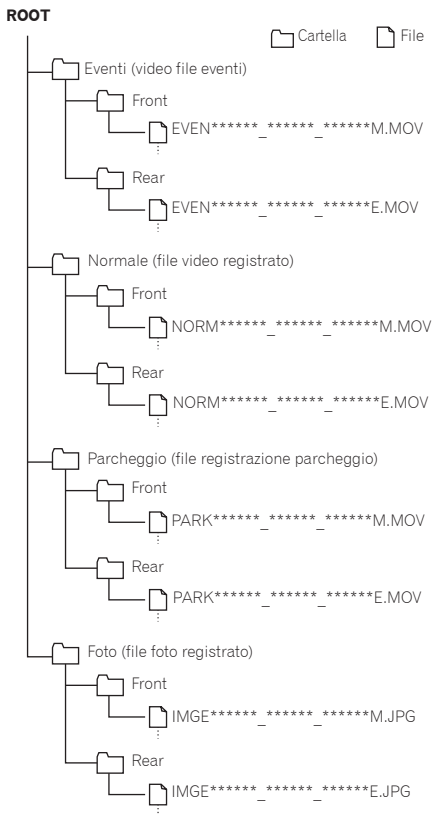 ROOT
Cartella File
Eventi (video file eventi)
Front
EVEN******_******_******M.MOV
Rear
EVEN******_******_******E.MOV
Normale (file video registrato)
Front
NORM******_******_******M.MOV
Rear
NORM******_******_******E.MOV
Parcheggio (file registrazione parcheggio)
Front
PARK******_******_******M.MOV
Rear
PARK******_******_******E.MOV
Foto (file foto registrato)
Front
IMGE******_******_******M.JPG
Rear
IMGE******_******_******E.JPG